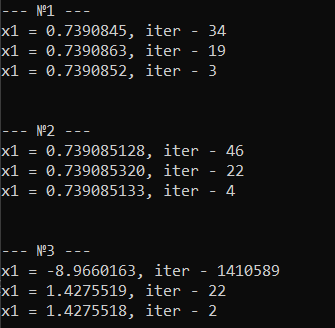 --- №1 ---
x1 = 0.7390845, iter - 34
x1 = 0.7390863, iter - 19
x1 = 0.7390852, iter - 3
--- №2 ---
x1 = 0.739085128, iter - 46
x1 = 0.739085320, iter - 22
x1 = 0.739085133, iter - 4
--- №3 ---
x1 = -8.9660163, iter - 1410589
x1 = 1.4275519, iter - 22
x1 = 1.4275518, iter - 2